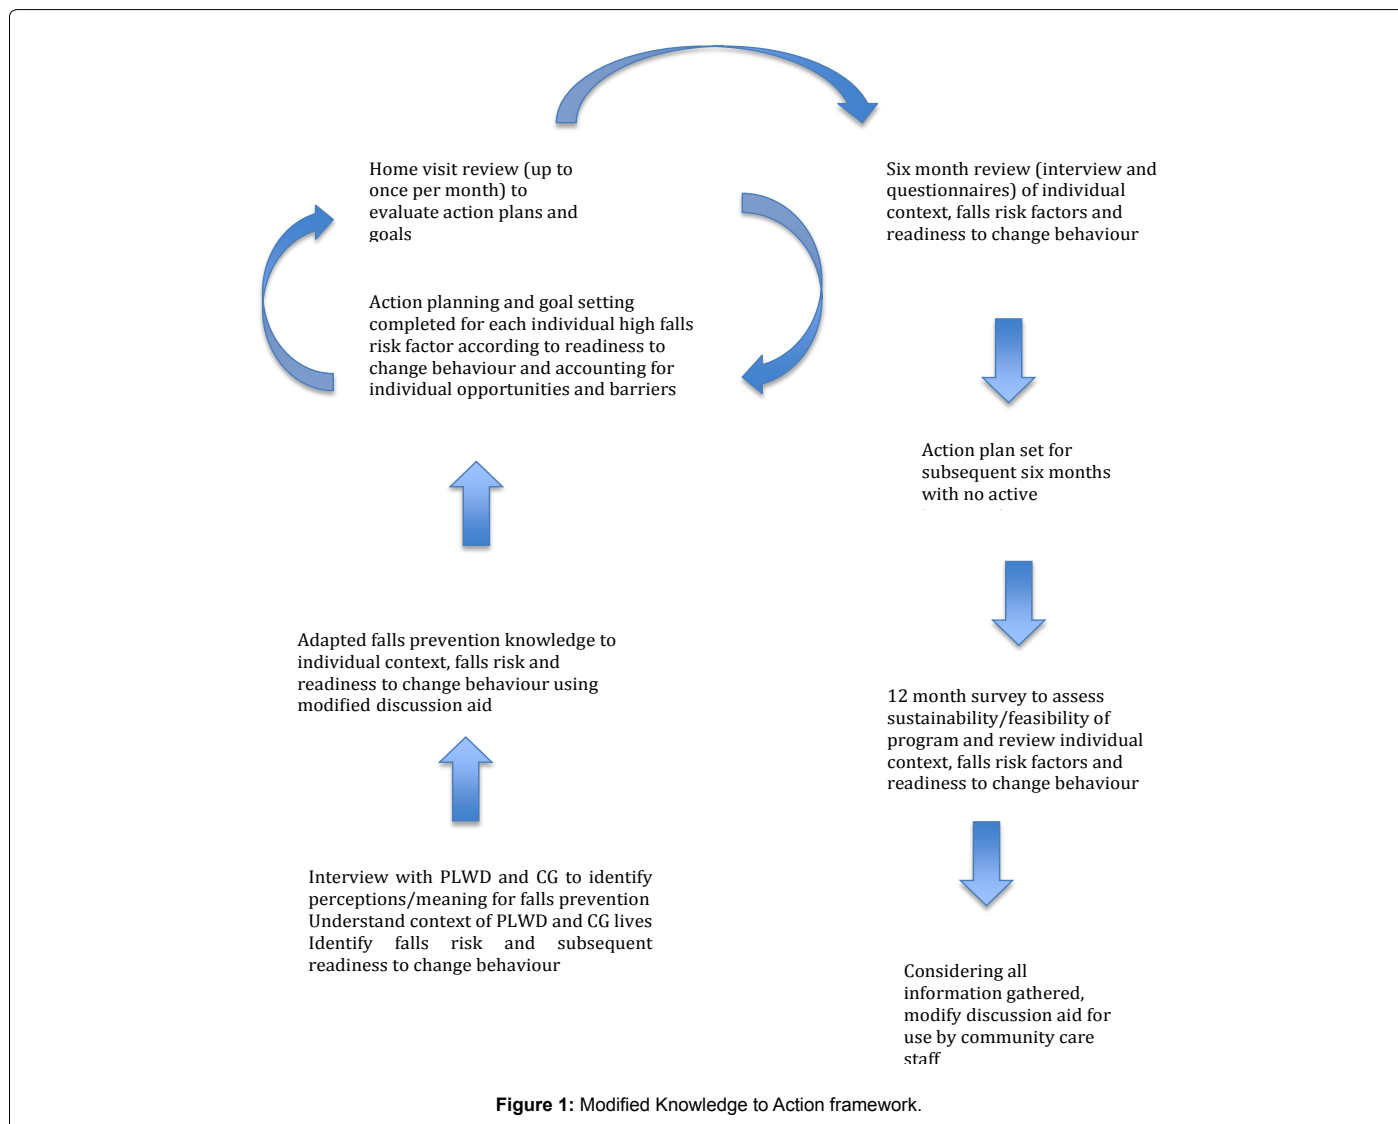 Home visit review (up to
once per month) to
evaluate action plans and
goals
Action planning and goal setting
completed for each individual high falls
risk factor according to readiness to
change behaviour and accounting for
individual opportunities and barriers
Adapted falls prevention knowledge to
individual context, falls risk and
readiness to change behaviour using
modified discussion aid
Interview with PLWD and CG to identify
perceptions/meaning for falls prevention
Understand context of PLWD and CG lives
Identify falls risk and subsequent
readiness to change behaviour
Six month review (interview and
questionnaires) of individual
context, falls risk factors and
readiness to change behaviour
Action plan set for
subsequent six months
with no active
12 month survey to assess
sustainability/feasibility of
program and review individual
context, falls risk factors and
readiness to change behaviour
Considering all
information gathered,
modify discussion aid for
use by community care
staff
Figure 1: Modified Knowledge to Action framework.